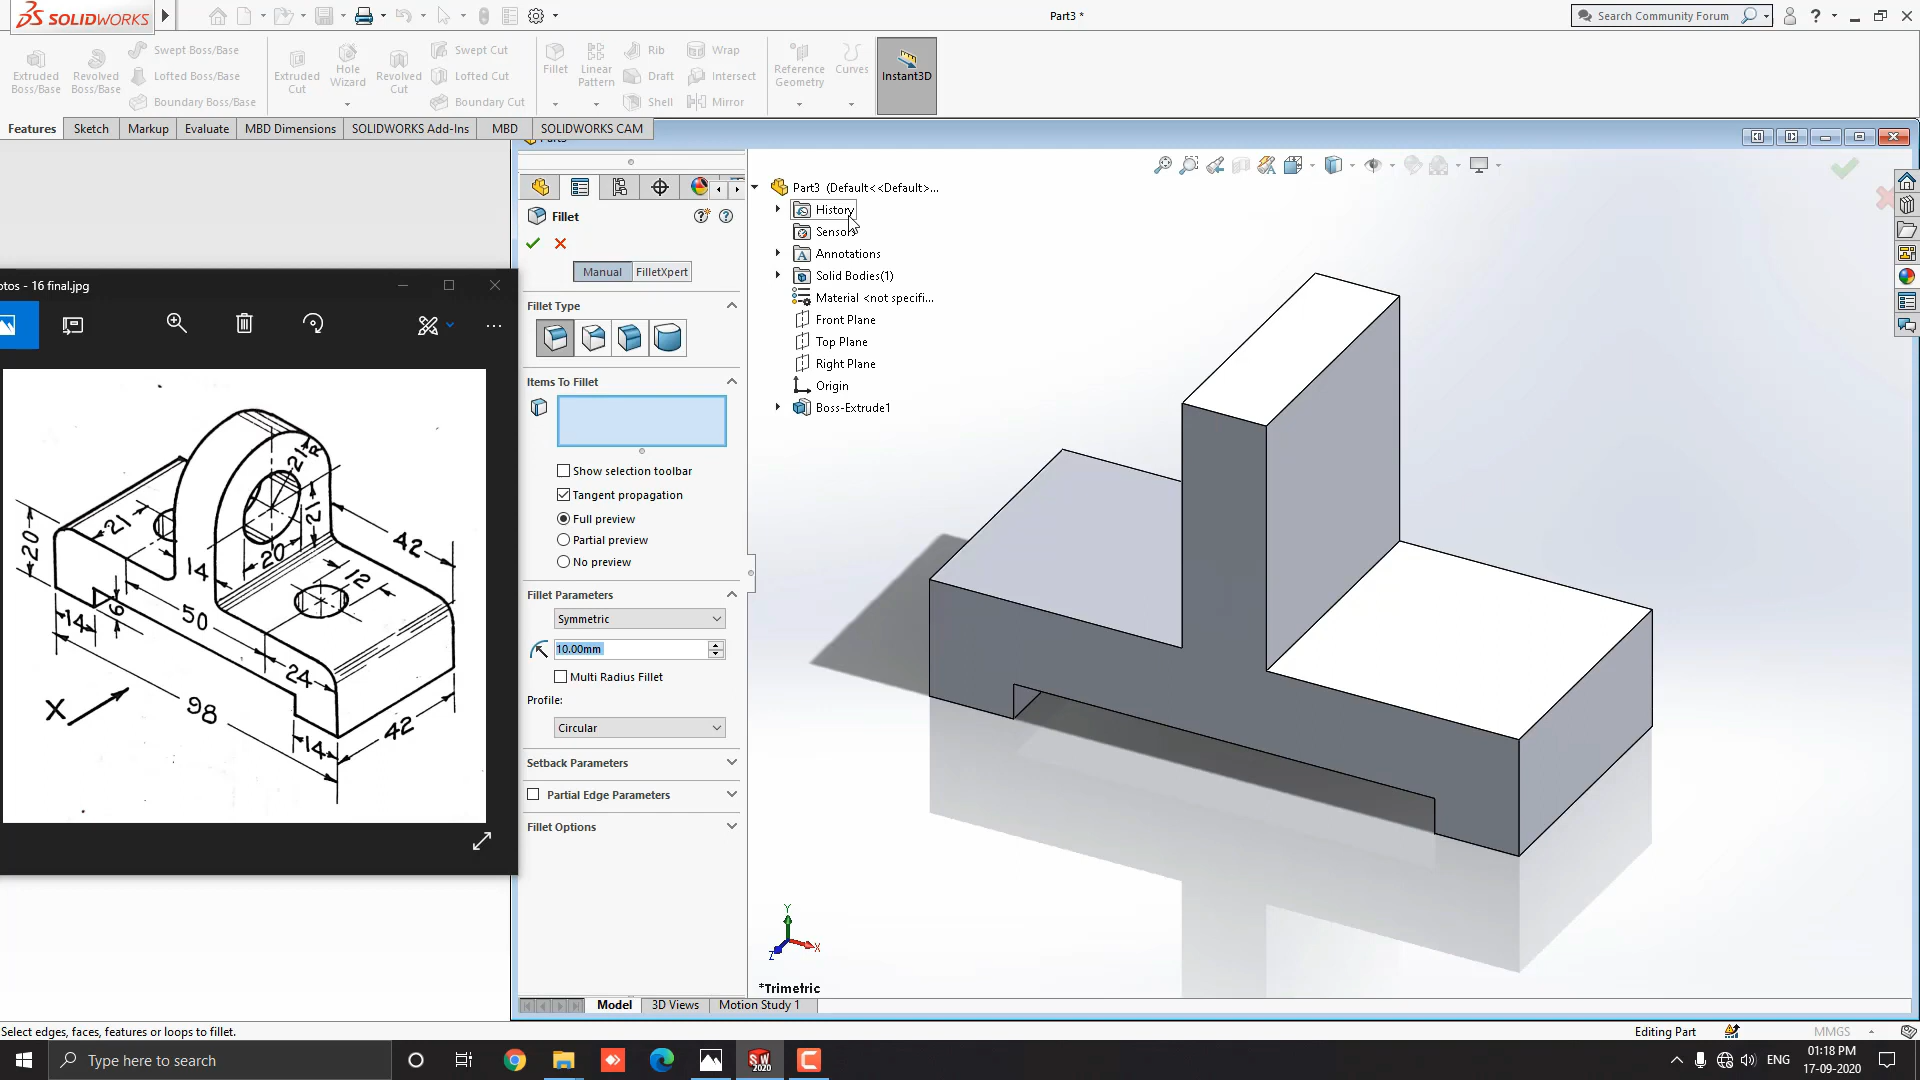 SOLIDWORKS
Part3 *
Search Community Forum
Extruded Boss/Base
Revolved Boss/Base
Swept Boss/Base
Lofted Boss/Base
Boundary Boss/Base
Extruded Cut
Hole Wizard
Revolved Cut
Swept Cut
Lofted Cut
Boundary Cut
Fillet
Linear Pattern
Rib
Draft
Shell
Wrap
Intersect
Mirror
Reference Geometry
Curves
Instant3D
Features
Sketch
Markup
Evaluate
MBD Dimensions
SOLIDWORKS Add-Ins
MBD
SOLIDWORKS CAM
otos - 16 final.jpg
21
R
21
21
20
42
12
20
14
6
50
14
24
X
98
42
14
Fillet
Manual
FilletXpert
Fillet Type
Items To Fillet
Show selection toolbar
Tangent propagation
Full preview
Partial preview
No preview
Fillet Parameters
Symmetric
10.00mm
Multi Radius Fillet
Profile:
Circular
Setback Parameters
Partial Edge Parameters
Fillet Options
Part3 (Default<<Default>...
History
Sensors
Annotations
Solid Bodies(1)
Material <not specifi...
Front Plane
Top Plane
Right Plane
Origin
Boss-Extrude1
Y
X
Z
*Trimetric
Model
3D Views
Motion Study 1
Select edges, faces, features or loops to fillet.
Editing Part
MMGS
Type here to search
SW
2020
ENG
01:18 PM
17-09-2020